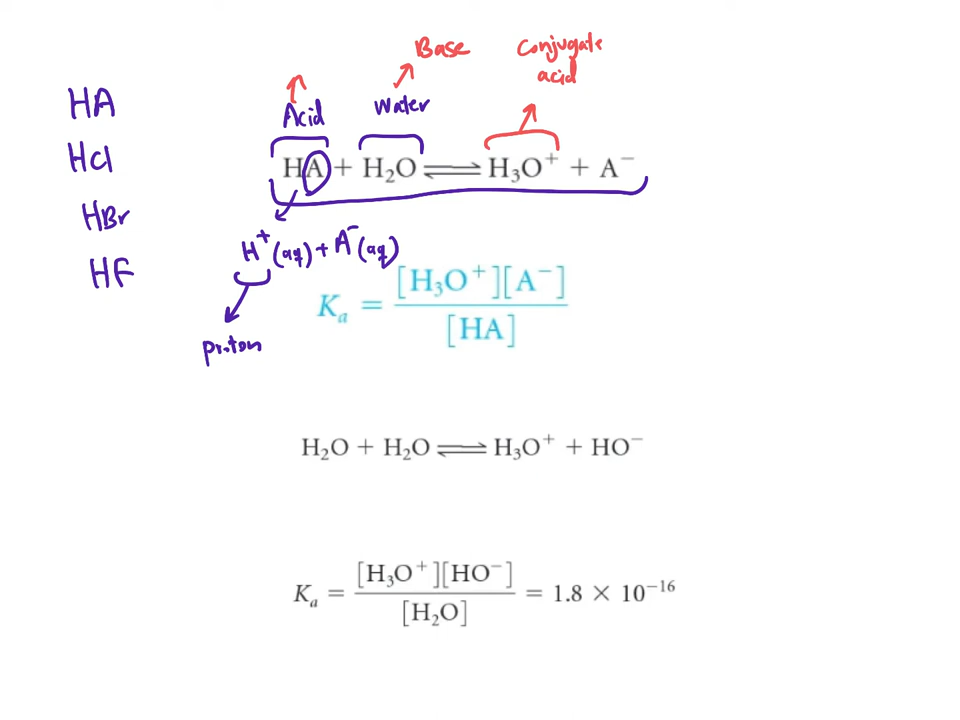 Base
Conjugate
acid
HA
Acid
Water
HCl
HA + H₂O ⇌ H₃O⁺ + A⁻
HBr
H⁺(aq) + A⁻(aq)
HF
Kₐ = [H₃O⁺][A⁻] / [HA]
proton
H₂O + H₂O ⇌ H₃O⁺ + HO⁻
Kₐ = [H₃O⁺][HO⁻] / [H₂O] = 1.8 × 10⁻¹⁶